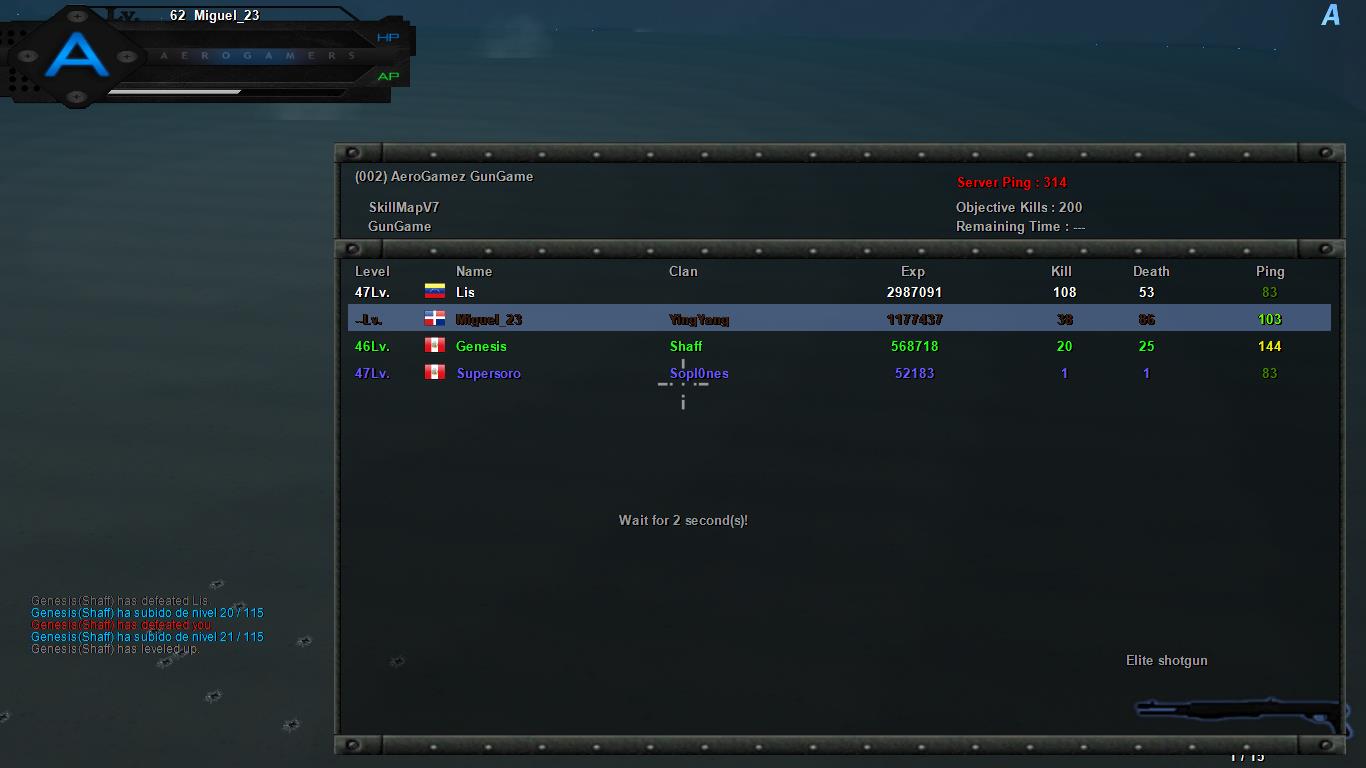 Lv. 62 Miguel_23
HP
AEROGAMERS
AP
A
A
(002) AeroGamez GunGame
Server Ping : 314
SkillMapV7
Objective Kills : 200
GunGame
Remaining Time : ---
Level Name Clan Exp Kill Death Ping
47Lv. Lis 2987091 108 53 83
--Lv. Miguel_23 YingYang 1177437 38 86 103
46Lv. Genesis Shaff 568718 20 25 144
47Lv. Supersoro Sopl0nes 52183 1 1 83
Wait for 2 second(s)!
Genesis(Shaff) has defeated Lis.
Genesis(Shaff) ha subido de nivel 20 / 115
Genesis(Shaff) has defeated you.
Genesis(Shaff) ha subido de nivel 21 / 115
Genesis(Shaff) has leveled up.
Elite shotgun
1 / 15